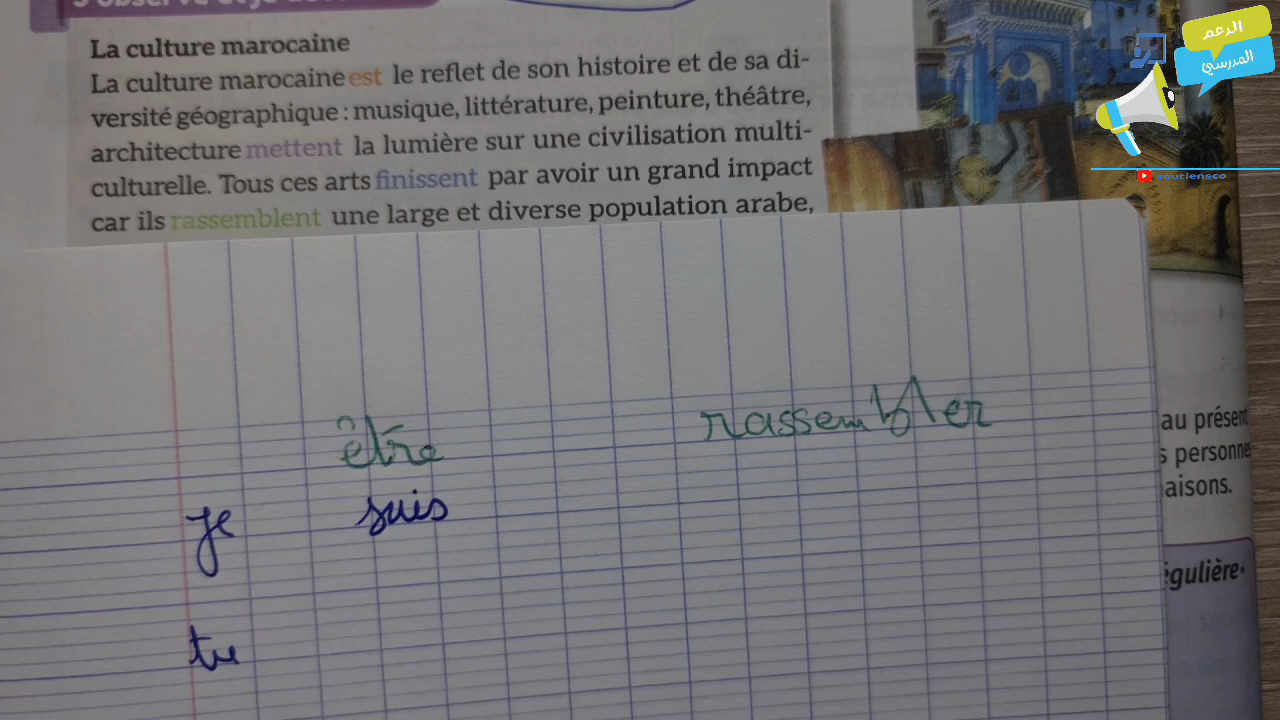 La culture marocaine
La culture marocaine est le reflet de son histoire et de sa di-
versité géographique : musique, littérature, peinture, théâtre,
architecture mettent la lumière sur une civilisation multi-
culturelle. Tous ces arts finissent par avoir un grand impact
car ils rassemblent une large et diverse population arabe,
être rassembler
je suis
tu
au présent
personne
aisons.
égulière.
الدعم
المدرسي
soutiensco